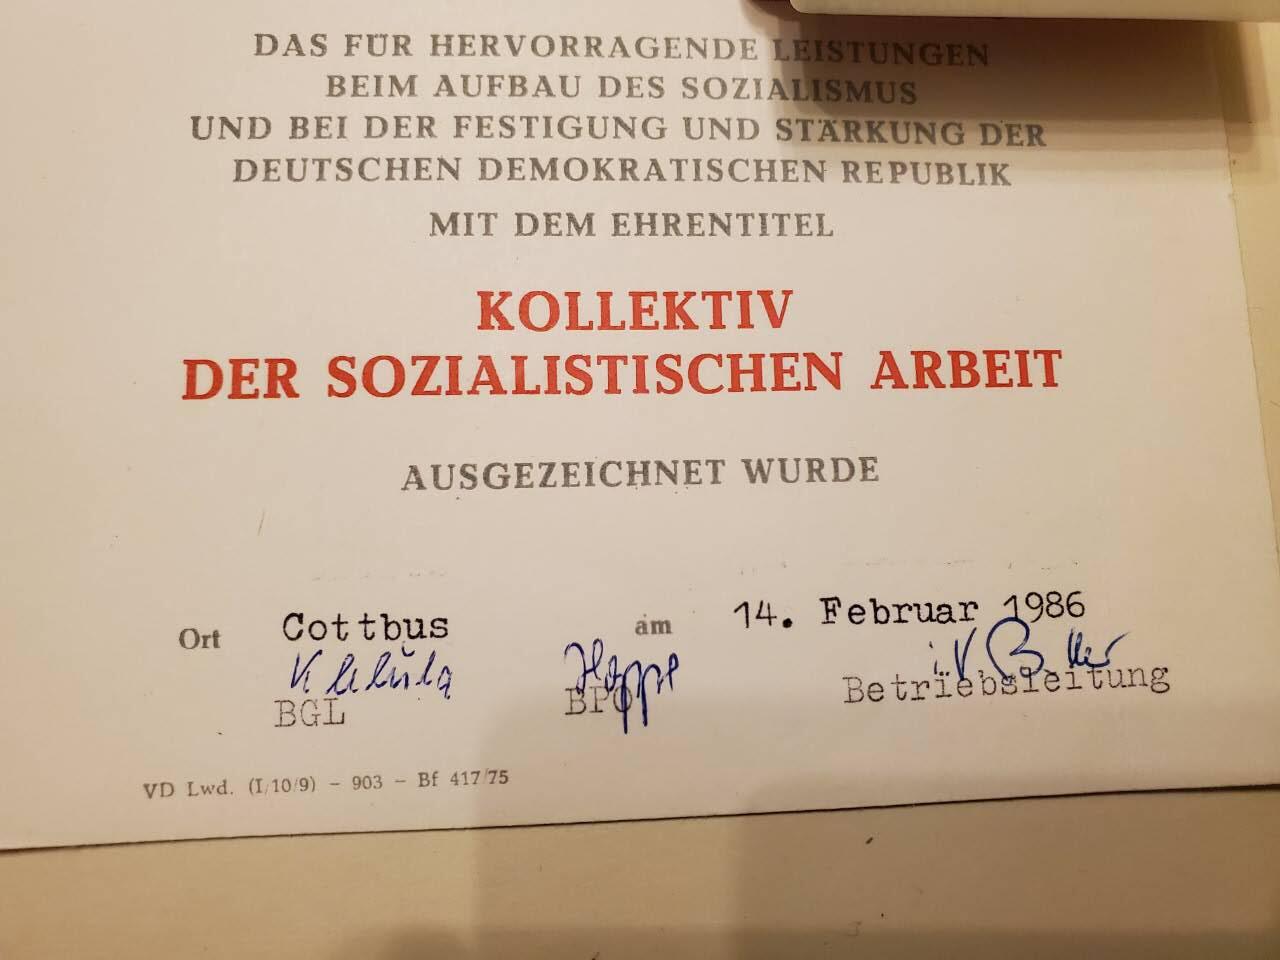 DAS FÜR HERVORRAGENDE LEISTUNGEN
BEIM AUFBAU DES SOZIALISMUS
UND BEI DER FESTIGUNG UND STÄRKUNG DER
DEUTSCHEN DEMOKRATISCHEN REPUBLIK
MIT DEM EHRENTITEL
KOLLEKTIV
DER SOZIALISTISCHEN ARBEIT
AUSGEZEICHNET WURDE
Ort Cottbus am 14. Februar 1986
Hoppe i.V.
BGL BPO Betriebsleitung
VD Lwd. (I/10/9) – 903 – Bf 417/75